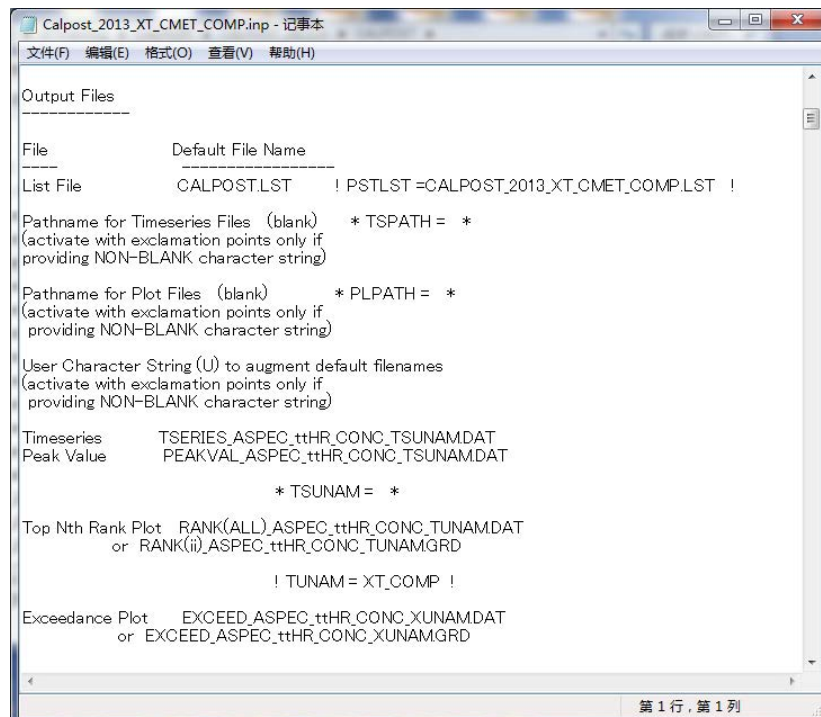 Calpost_2013_XT_CMET_COMP.inp - 记事本
文件(F) 编辑(E) 格式(O) 查看(V) 帮助(H)
Output Files
------------
File Default File Name
---- -----------------
List File CALPOST.LST ! PSTLST =CALPOST_2013_XT_CMET_COMP.LST !
Pathname for Timeseries Files (blank) * TSPATH = *
(activate with exclamation points only if
providing NON-BLANK character string)
Pathname for Plot Files (blank) * PLPATH = *
(activate with exclamation points only if
providing NON-BLANK character string)
User Character String (U) to augment default filenames
(activate with exclamation points only if
providing NON-BLANK character string)
Timeseries TSERIES_ASPEC_ttHR_CONC_TSUNAM.DAT
Peak Value PEAKVAL_ASPEC_ttHR_CONC_TSUNAM.DAT
* TSUNAM = *
Top Nth Rank Plot RANK(ALL)_ASPEC_ttHR_CONC_TUNAM.DAT
or RANK(ii)_ASPEC_ttHR_CONC_TUNAM.GRD
! TUNAM = XT_COMP !
Exceedance Plot EXCEED_ASPEC_ttHR_CONC_XUNAM.DAT
or EXCEED_ASPEC_ttHR_CONC_XUNAM.GRD
第 1 行,第 1 列